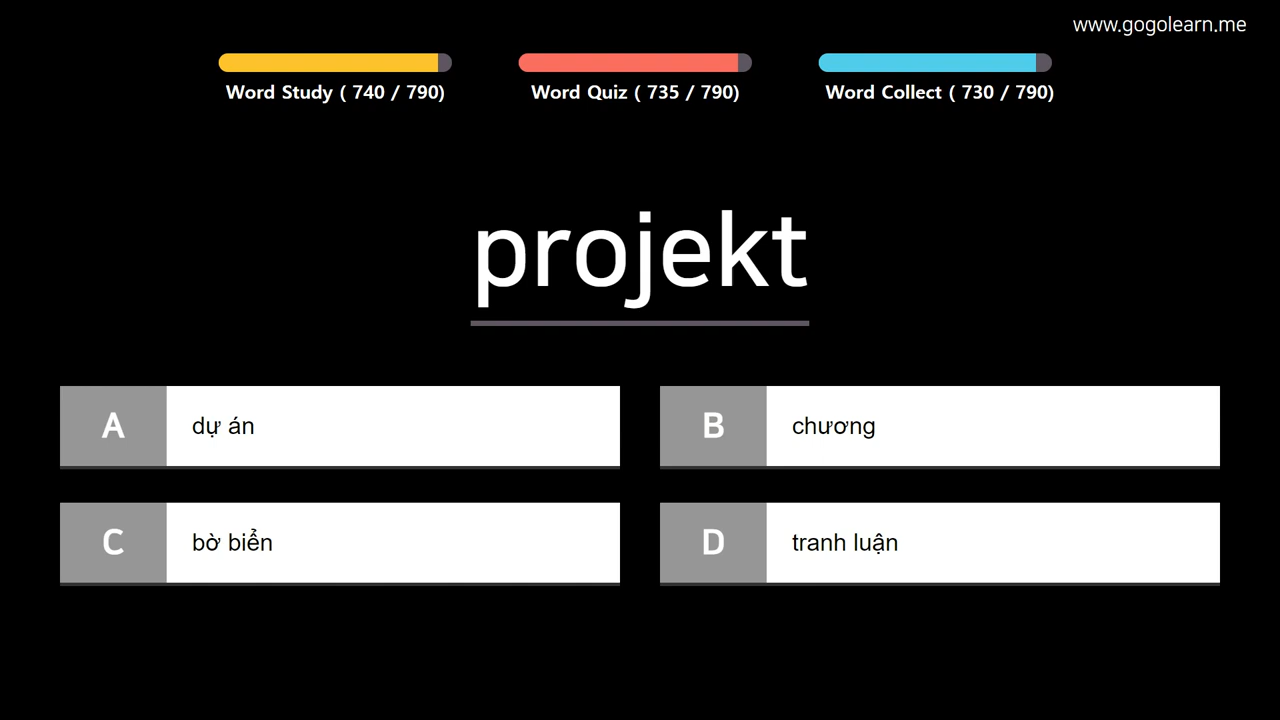 www.gogolearn.me
Word Study ( 740 / 790)
Word Quiz ( 735 / 790)
Word Collect ( 730 / 790)
projekt
A dự án
B chương
C bờ biển
D tranh luận